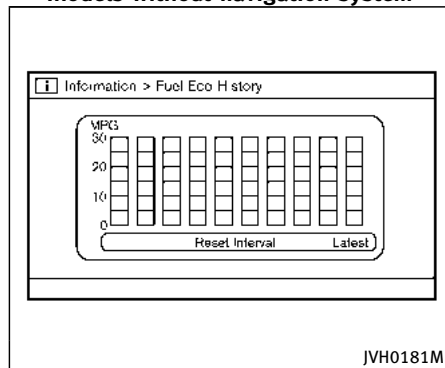 Models without navigation system
i Information > Fuel Eco History
MPG
30
20
10
0
Reset Interval Latest
JVH0181M